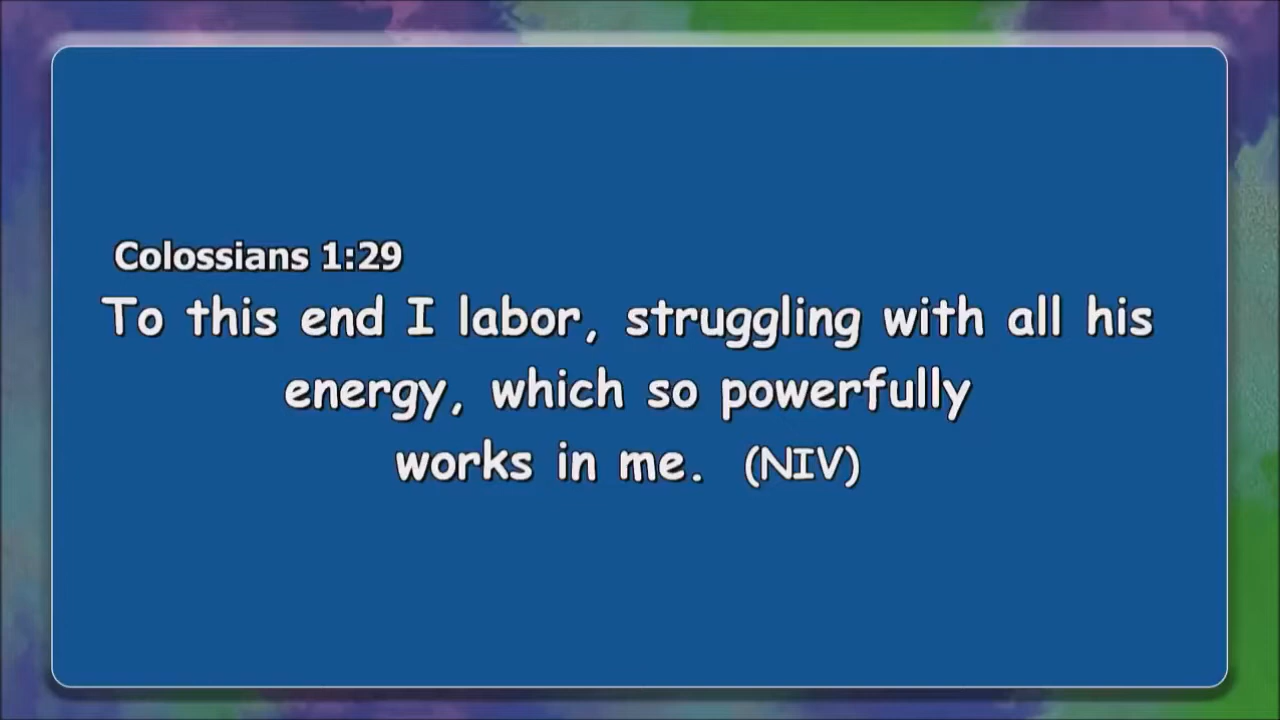 Colossians 1:29
To this end I labor, struggling with all his
energy, which so powerfully
works in me. (NIV)